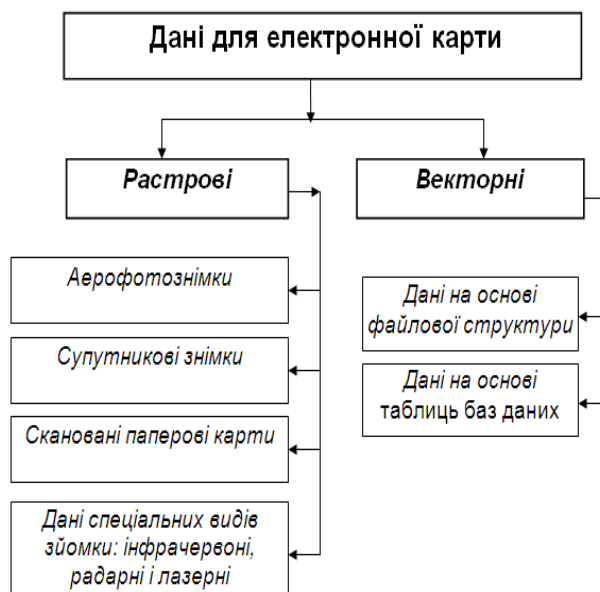 Дані для електронної карти
Растрові
Векторні
Аерофотознімки
Супутникові знімки
Скановані паперові карти
Дані спеціальних видів
зйомки: інфрачервоні,
радарні і лазерні
Дані на основі
файлової структури
Дані на основі
таблиць баз даних